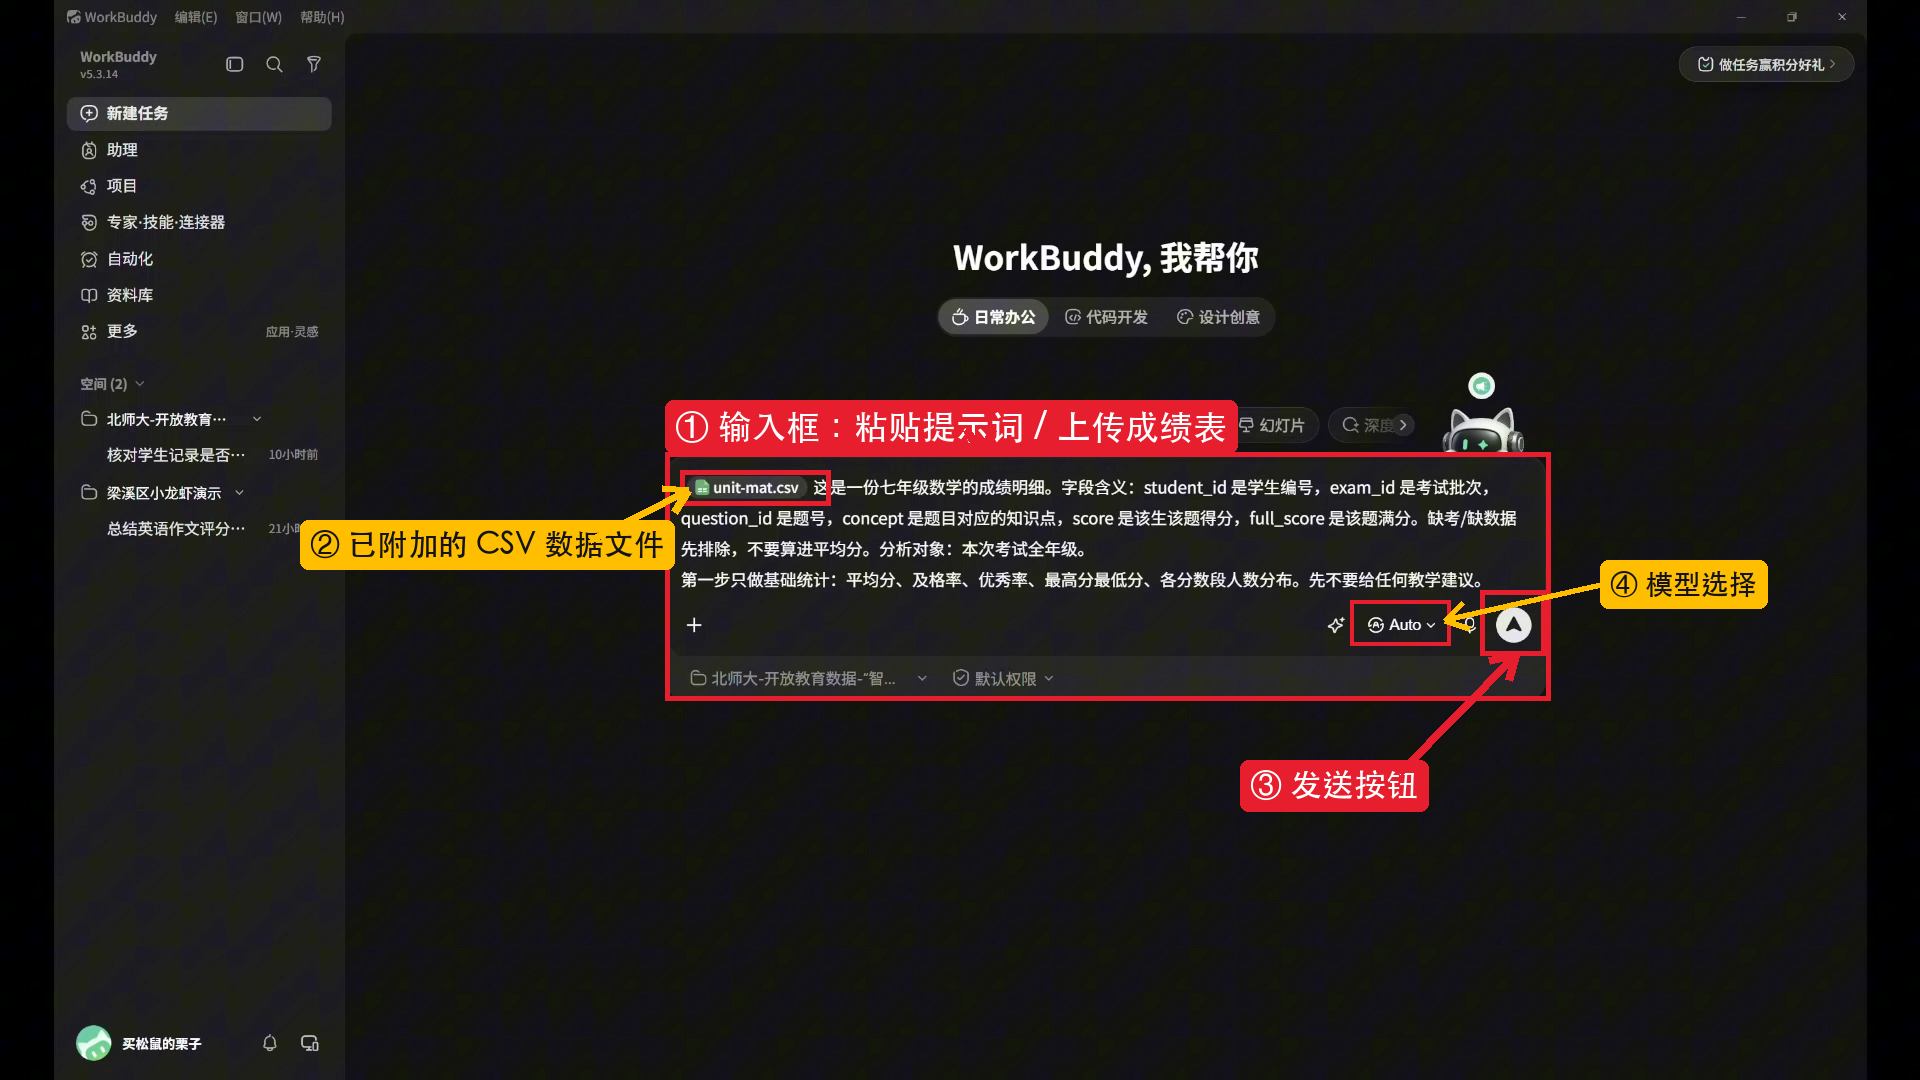 WorkBuddy 编辑(E) 窗口(W) 帮助(H)
WorkBuddy
v5.3.14
做任务赢积分好礼
新建任务
助理
项目
专家·技能·连接器
自动化
资料库
更多 应用·灵感
空间 (2)
北师大-开放教育…
核对学生记录是否… 10小时前
梁溪区小龙虾演示
总结英语作文评分… 21小
买松鼠的栗子
WorkBuddy, 我帮你
日常办公 代码开发 设计创意
① 输入框：粘贴提示词 / 上传成绩表
幻灯片 深度
unit-mat.csv 这是一份七年级数学的成绩明细。字段含义：student_id 是学生编号，exam_id 是考试批次，
question_id 是题号，concept 是题目对应的知识点，score 是该生该题得分，full_score 是该题满分。缺考/缺数据
先排除，不要算进平均分。分析对象：本次考试全年级。
第一步只做基础统计：平均分、及格率、优秀率、最高分最低分、各分数段人数分布。先不要给任何教学建议。
② 已附加的 CSV 数据文件
④ 模型选择
Auto
北师大-开放教育数据-“智... 默认权限
③ 发送按钮